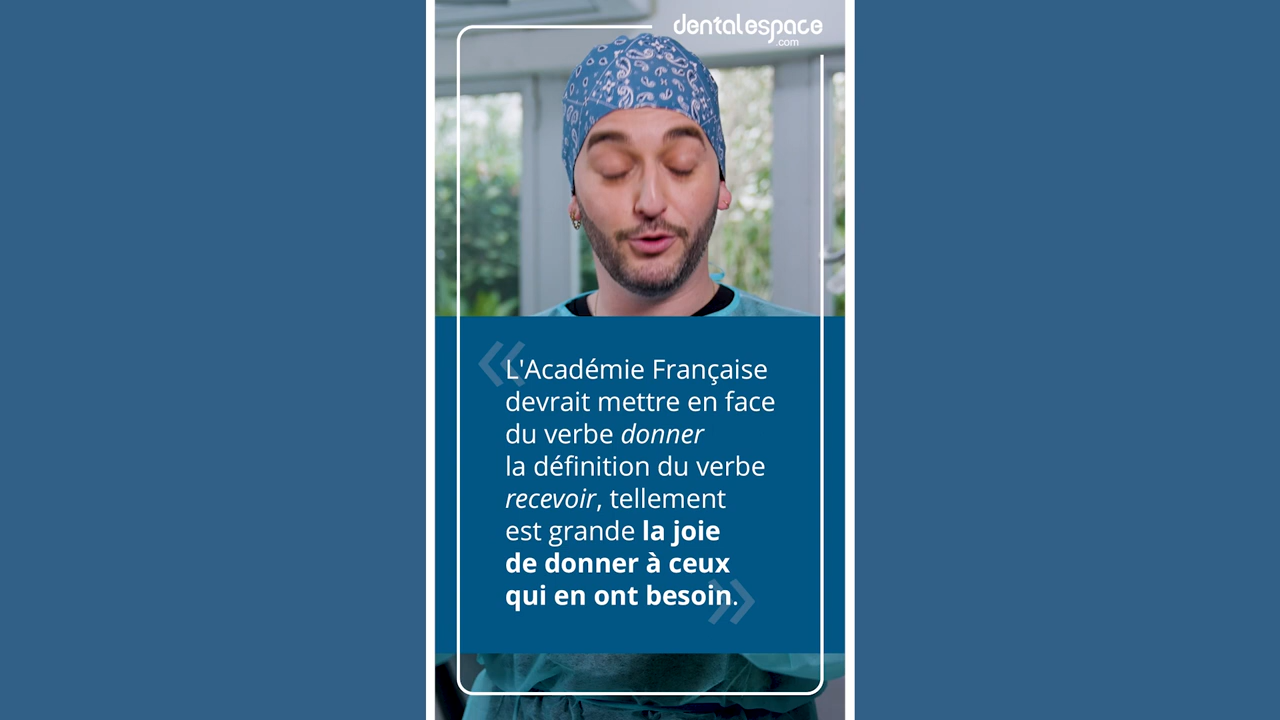 dentalespace
.com
« L'Académie Française
devrait mettre en face
du verbe donner
la définition du verbe
recevoir, tellement
est grande la joie
de donner à ceux
qui en ont besoin. »